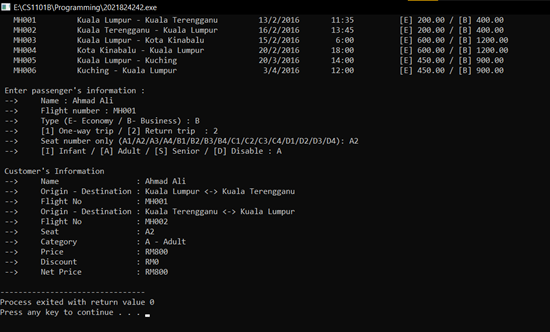 E:\CS1101B\Programming\2021824242.exe
MH001 Kuala Lumpur - Kuala Terengganu 13/2/2016 11:35 [E] 200.00 / [B] 400.00
MH002 Kuala Terengganu - Kuala Lumpur 16/2/2016 13:45 [E] 200.00 / [B] 400.00
MH003 Kuala Lumpur - Kota Kinabalu 15/2/2016 6:00 [E] 600.00 / [B] 1200.00
MH004 Kota Kinabalu - Kuala Lumpur 20/2/2016 18:00 [E] 600.00 / [B] 1200.00
MH005 Kuala Lumpur - Kuching 20/3/2016 14:00 [E] 450.00 / [B] 900.00
MH006 Kuching - Kuala Lumpur 3/4/2016 12:00 [E] 450.00 / [B] 900.00
Enter passenger's information :
--> Name : Ahmad Ali
--> Flight number : MH001
--> Type (E- Economy / B- Business) : B
--> [1] One-way trip / [2] Return trip : 2
--> Seat number only (A1/A2/A3/A4/B1/B2/B3/B4/C1/C2/C3/C4/D1/D2/D3/D4): A2
--> [I] Infant / [A] Adult / [S] Senior / [D] Disable : A
Customer's Information
--> Name : Ahmad Ali
--> Origin - Destination : Kuala Lumpur <-> Kuala Terengganu
--> Flight No : MH001
--> Origin - Destination : Kuala Terengganu <-> Kuala Lumpur
--> Flight No : MH002
--> Seat : A2
--> Category : A - Adult
--> Price : RM800
--> Discount : RM0
--> Net Price : RM800
--------------------------------
Process exited with return value 0
Press any key to continue . . .